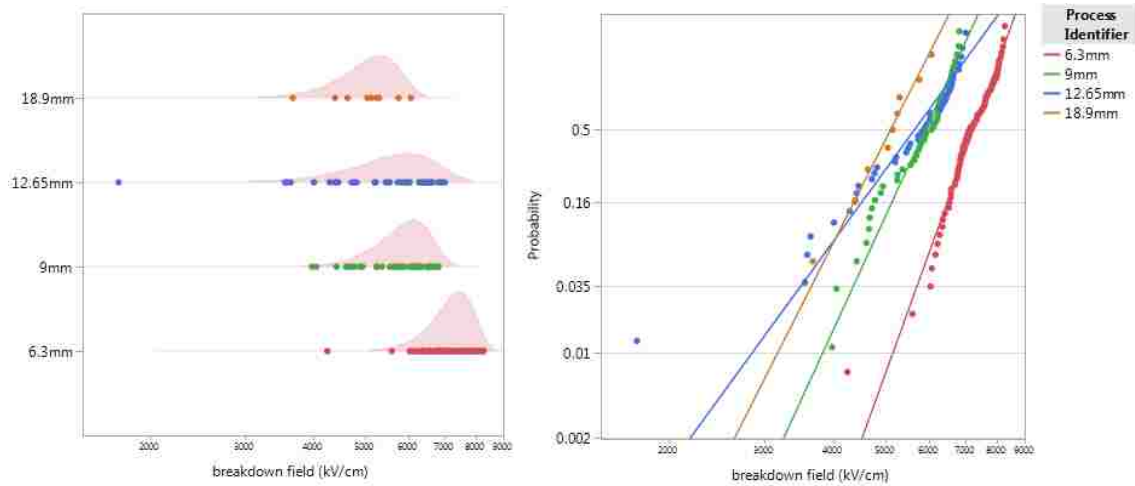 18.9mm
12.65mm
9mm
6.3mm
2000
4000
5000
6000
7000
8000
9000
breakdown field (kV/cm)
Probability
0.5
0.16
0.035
0.01
0.002
2000
3000
4000
5000
6000
7000
8000
9000
breakdown field (kV/cm)
Process
Identifier
6.3mm
9mm
12.65mm
18.9mm